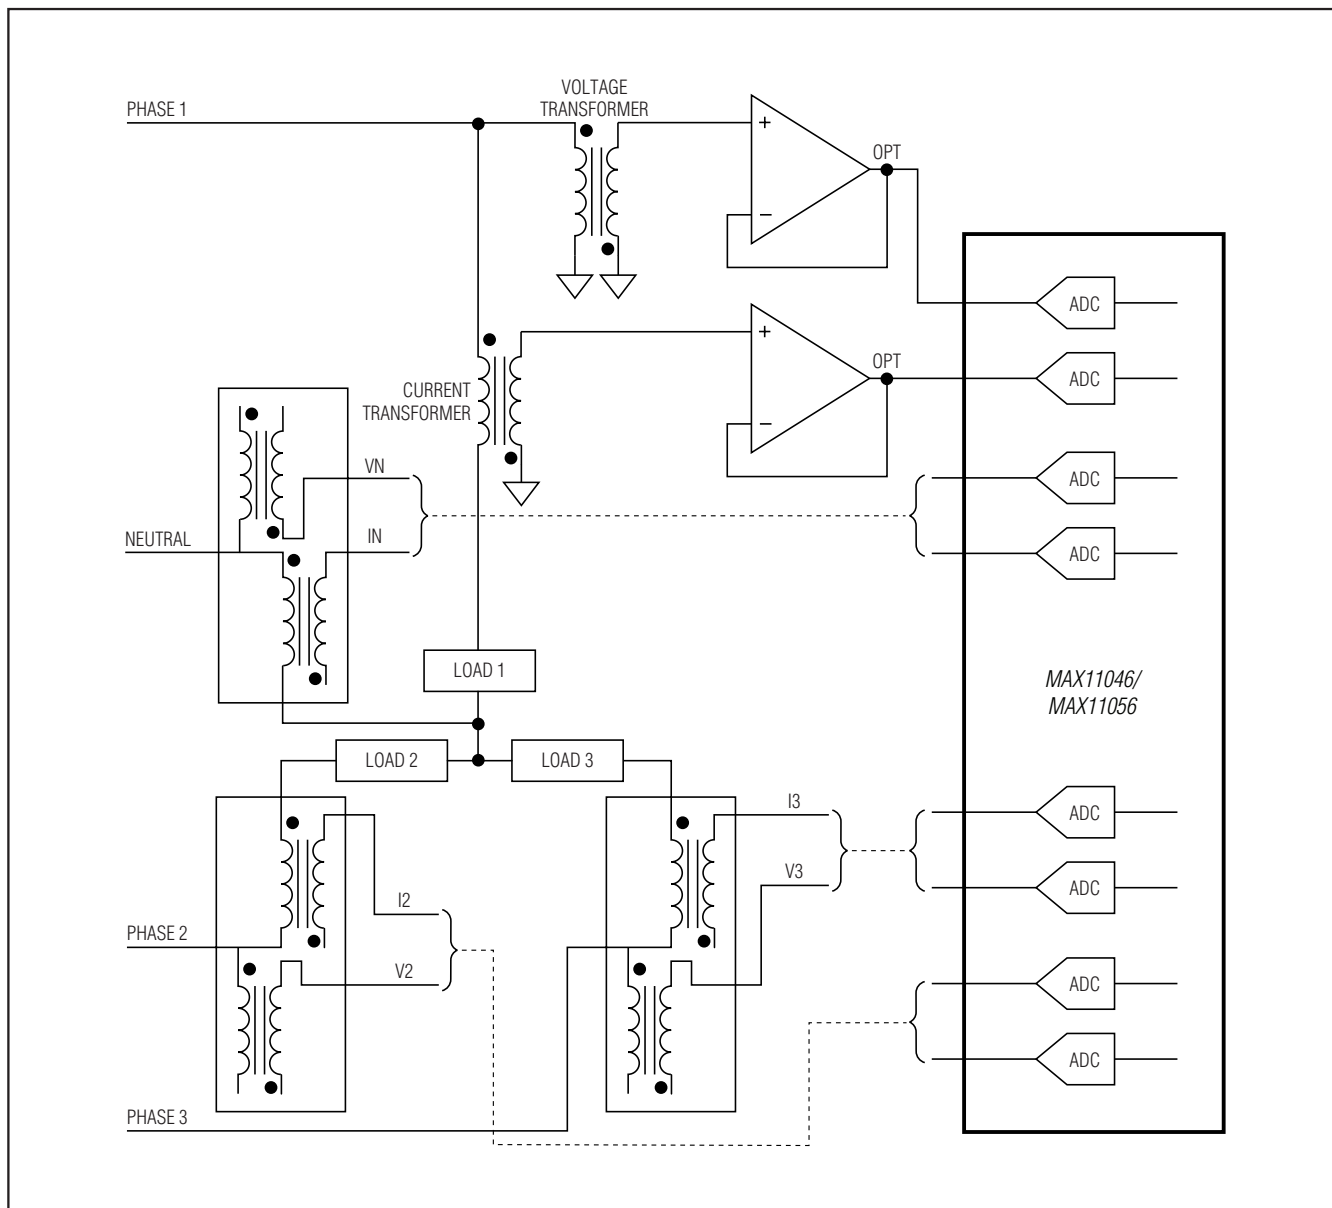 PHASE 1
VOLTAGE
TRANSFORMER
+
OPT
−
ADC
+
OPT
ADC
CURRENT
TRANSFORMER
−
VN
ADC
NEUTRAL
IN
ADC
LOAD 1
MAX11046/
MAX11056
LOAD 2
LOAD 3
I3
ADC
V3
ADC
I2
PHASE 2
V2
ADC
ADC
PHASE 3